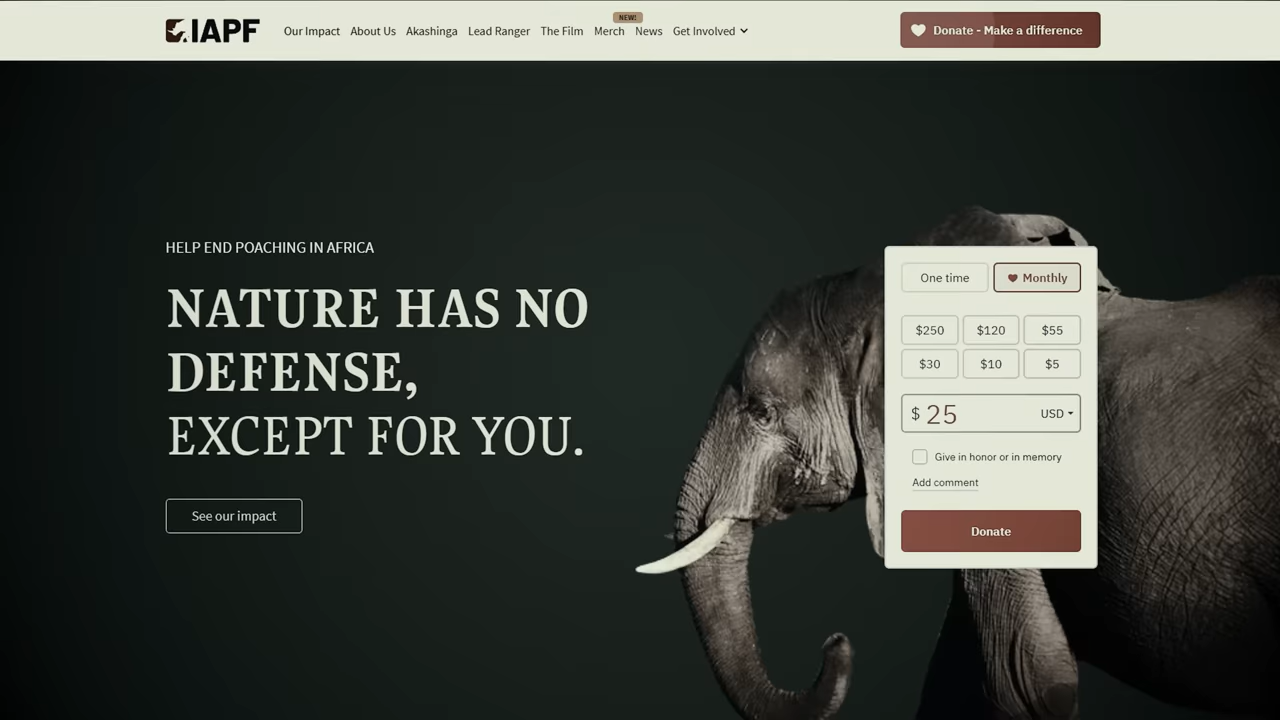 IAPF
Our Impact
About Us
Akashinga
Lead Ranger
The Film
NEW!
Merch
News
Get Involved
Donate - Make a difference
HELP END POACHING IN AFRICA
NATURE HAS NO
DEFENSE,
EXCEPT FOR YOU.
See our impact
One time
Monthly
$250 $120 $55
$30 $10 $5
$ 25 USD
Give in honor or in memory
Add comment
Donate